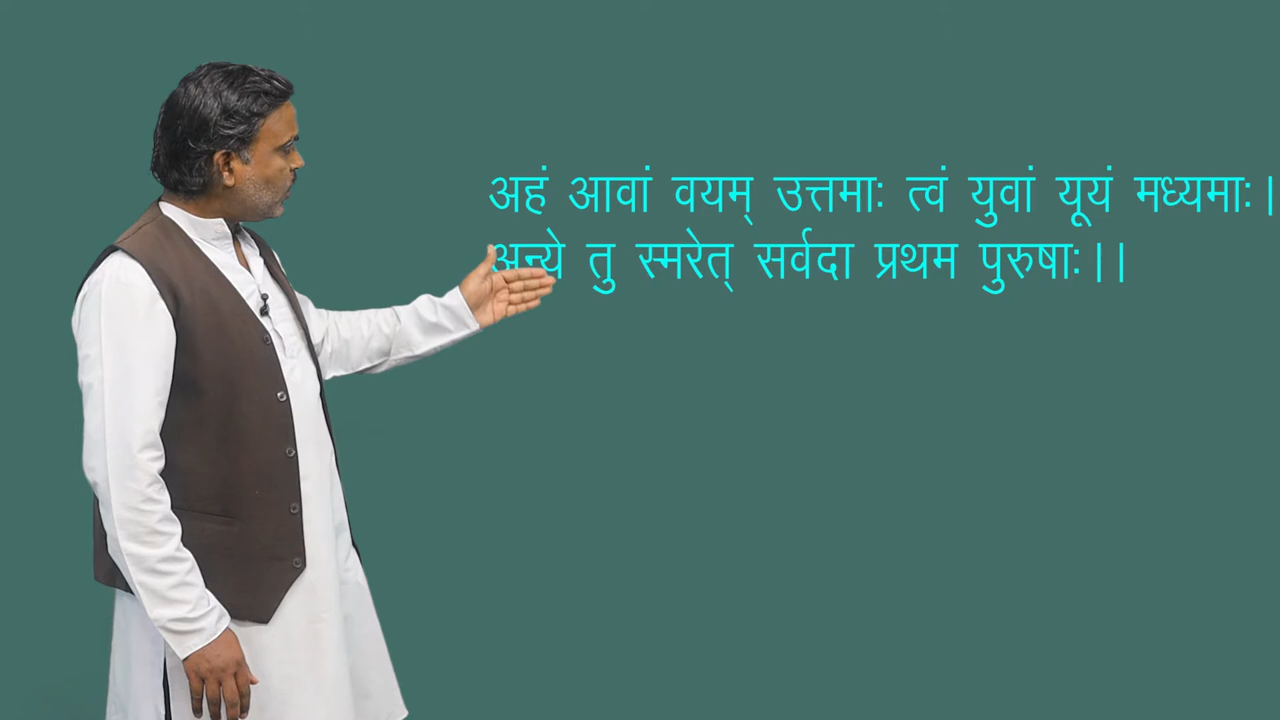 अहं आवां वयम् उत्तमाः त्वं युवां यूयं मध्यमाः।
अन्ये तु स्मरेत् सर्वदा प्रथम पुरुषाः।।